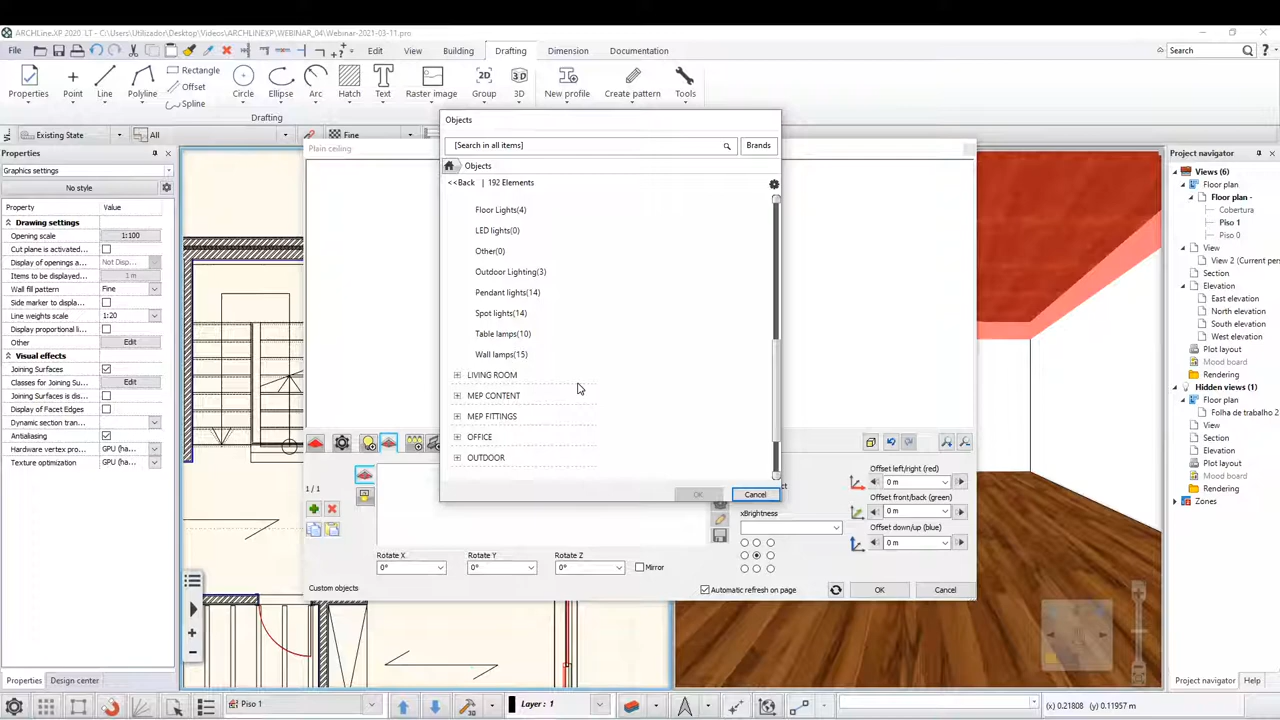 ARCHLine.XP 2020 LT - C:\Users\Utilizador\Desktop\Videos\ARCHLINEXP\WEBINAR_04\Webinar-2021-03-11.pro
File Edit View Building Drafting Dimension Documentation Search
Properties Point Line Polyline Rectangle Offset Spline Circle Ellipse Arc Hatch Text Raster image Group 3D New profile Create pattern Tools
2D 3D
Drafting
Existing State All Fine
Properties
Graphics settings
No style
Property Value
Drawing settings
Opening scale 1:100
Cut plane is activated...
Display of openings a... Not Disp...
Items to be displayed... 1 m
Wall fill pattern Fine
Side marker to displa...
Line weights scale 1:20
Display proportional li...
Other Edit
Visual effects
Joining Surfaces
Classes for Joining Su... Edit
Joining Surfaces is dis...
Display of Facet Edges
Dynamic section tran...
Antialiasing
Hardware vertex pro... GPU (ha...
Texture optimization GPU (ha...
Properties Design center
Plain ceiling
Objects
[Search in all items] Brands
Objects
<<Back | 192 Elements
Floor Lights(4)
LED lights(0)
Other(0)
Outdoor Lighting(3)
Pendant lights(14)
Spot lights(14)
Table lamps(10)
Wall lamps(15)
LIVING ROOM
MEP CONTENT
MEP FITTINGS
OFFICE
OUTDOOR
OK Cancel
1 / 1
xBrightness
Offset left/right (red)
0 m
Offset front/back (green)
0 m
Offset down/up (blue)
0 m
Rotate X Rotate Y Rotate Z
0° 0° 0° Mirror
Custom objects Automatic refresh on page OK Cancel
Project navigator
Views (6)
Floor plan
Floor plan -
Cobertura
Piso 1
Piso 0
View
View 2 (Current pers
Section
Elevation
East elevation
North elevation
South elevation
West elevation
Plot layout
Mood board
Rendering
Hidden views (1)
Floor plan
Folha de trabalho 2
Section
Elevation
Plot layout
Rendering
Zones
Project navigator Help
Piso 1 Layer : 1 (x) 0.21808 (y) 0.11957 m